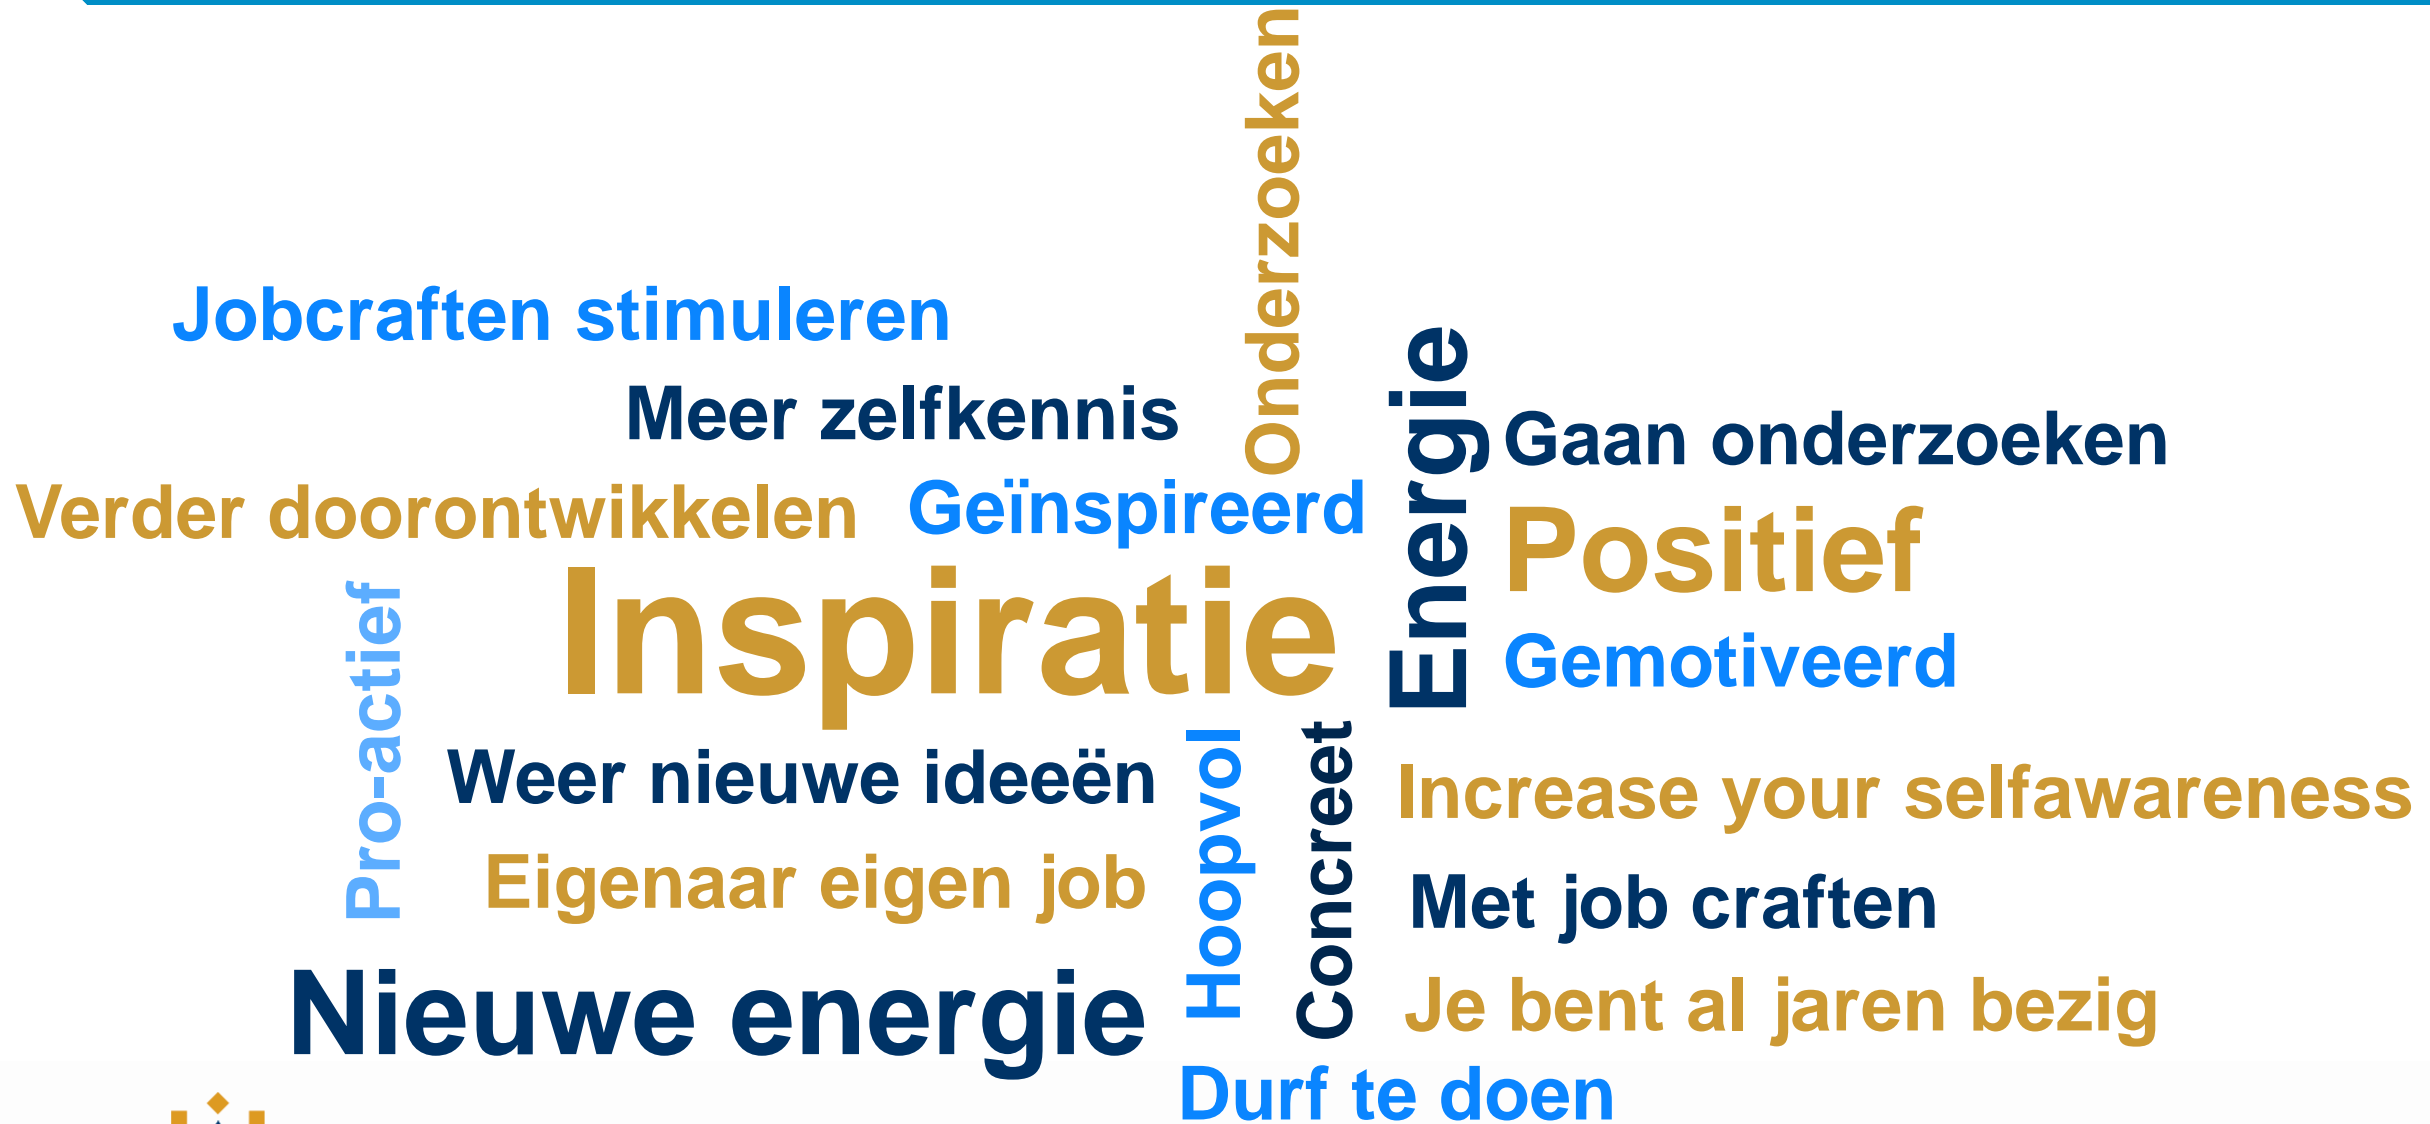 Onderzoeken
Jobcraften stimuleren
Meer zelfkennis
Energie
Gaan onderzoeken
Verder doorontwikkelen
Geïnspireerd
Positief
Inspiratie
Gemotiveerd
Pro-actief
Weer nieuwe ideeën
Hoopvol
Concreet
Increase your selfawareness
Eigenaar eigen job
Met job craften
Nieuwe energie
Je bent al jaren bezig
Durf te doen